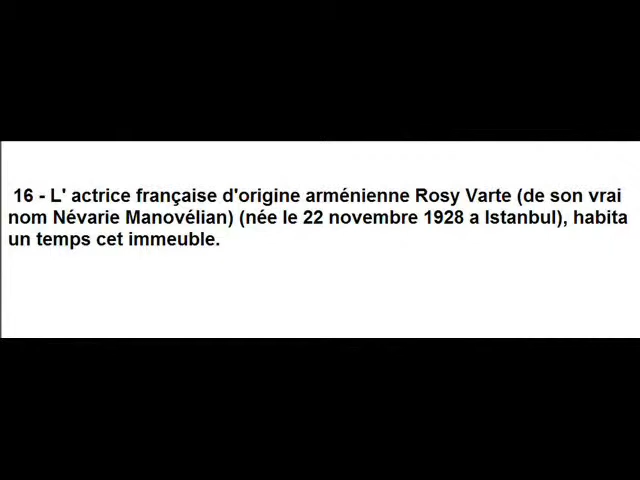 16 - L' actrice française d'origine arménienne Rosy Varte (de son vrai
nom Névarie Manovélian) (née le 22 novembre 1928 a Istanbul), habita
un temps cet immeuble.